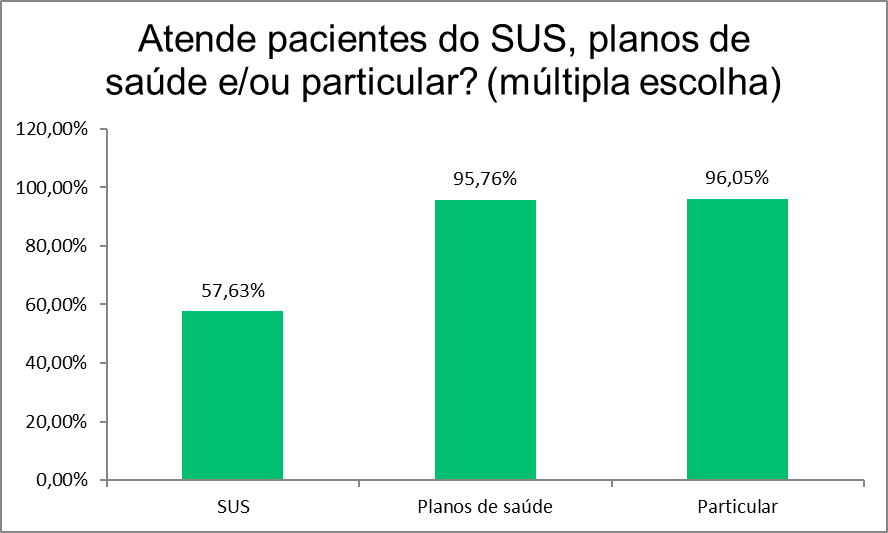 Atende pacientes do SUS, planos de
saúde e/ou particular? (múltipla escolha)
120,00%
100,00%
80,00%
60,00%
40,00%
20,00%
0,00%
57,63%
95,76%
96,05%
SUS
Planos de saúde
Particular